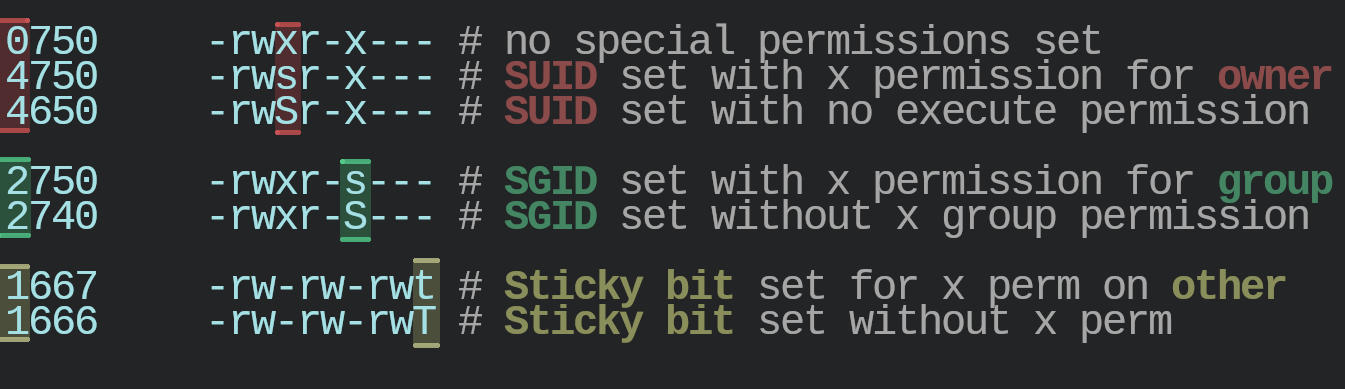 0750     -rwxr-x--- # no special permissions set
4750     -rwsr-x--- # SUID set with x permission for owner
4650     -rwSr-x--- # SUID set with no execute permission
2750     -rwxr-s--- # SGID set with x permission for group
2740     -rwxr-S--- # SGID set without x group permission
1667     -rw-rw-rwt # Sticky bit set for x perm on other
1666     -rw-rw-rwT # Sticky bit set without x perm